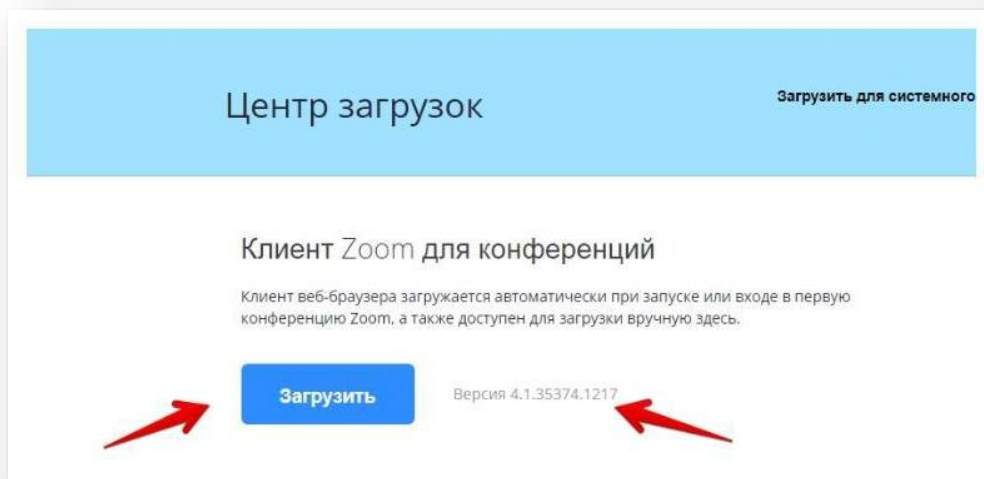 Центр загрузок
Загрузить для системного
Клиент Zoom для конференций
Клиент веб-браузера загружается автоматически при запуске или входе в первую
конференцию Zoom, а также доступен для загрузки вручную здесь.
Загрузить
Версия 4.1.35374.1217